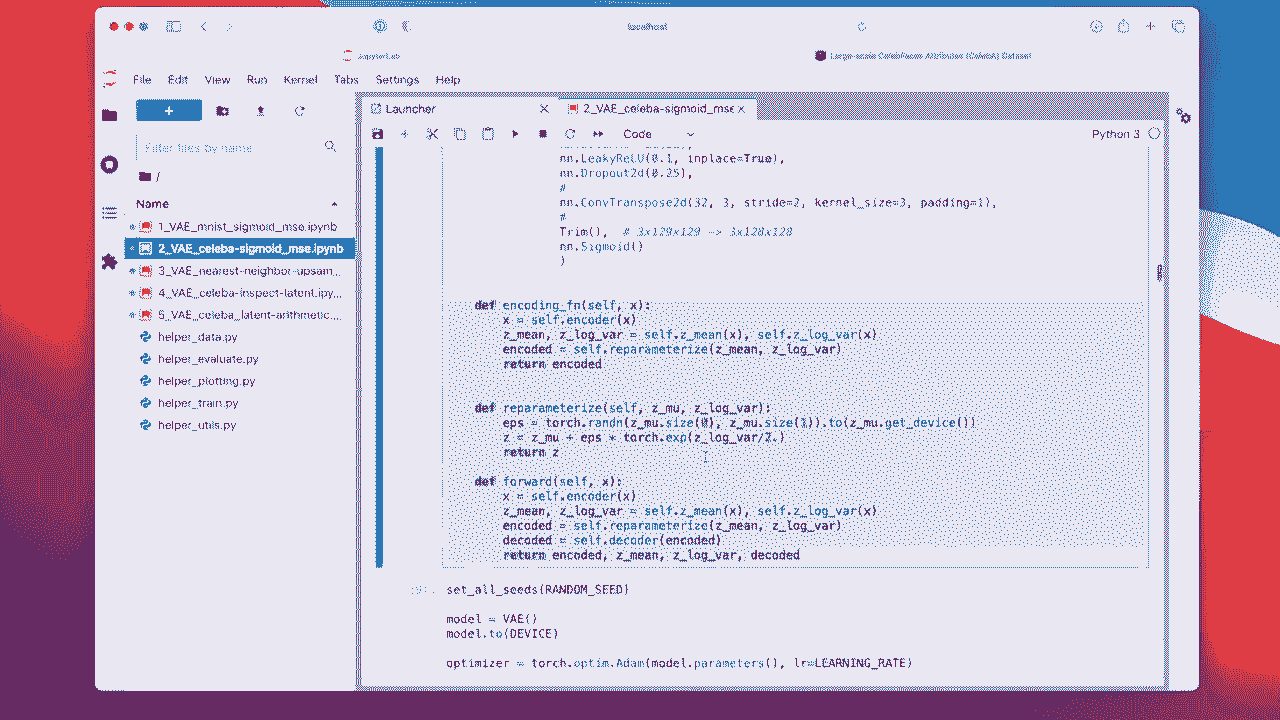 localhost
JupyterLab
Large-scale CelebFaces Attributes (CelebA) Dataset
File Edit View Run Kernel Tabs Settings Help
Launcher
2_VAE_celeba-sigmoid_mse
Code
Python 3
Filter files by name
/
Name
1_VAE_mnist_sigmoid_mse.ipynb
2_VAE_celeba-sigmoid_mse.ipynb
3_VAE_nearest-neighbor-upsam...
4_VAE_celeba-inspect-latent.ipy...
5_VAE_celeba_latent-arithmetic....
helper_data.py
helper_evaluate.py
helper_plotting.py
helper_train.py
helper_utils.py
nn.LeakyReLU(0.1, inplace=True),
nn.Dropout2d(0.25),
#
nn.ConvTranspose2d(32, 3, stride=2, kernel_size=3, padding=1),
#
Trim(),  # 3x129x129 -> 3x128x128
nn.Sigmoid()
)
def encoding_fn(self, x):
x = self.encoder(x)
z_mean, z_log_var = self.z_mean(x), self.z_log_var(x)
encoded = self.reparameterize(z_mean, z_log_var)
return encoded
def reparameterize(self, z_mu, z_log_var):
eps = torch.randn(z_mu.size(0), z_mu.size(1)).to(z_mu.get_device())
z = z_mu + eps * torch.exp(z_log_var/2.)
return z
def forward(self, x):
x = self.encoder(x)
z_mean, z_log_var = self.z_mean(x), self.z_log_var(x)
encoded = self.reparameterize(z_mean, z_log_var)
decoded = self.decoder(encoded)
return encoded, z_mean, z_log_var, decoded
set_all_seeds(RANDOM_SEED)
model = VAE()
model.to(DEVICE)
optimizer = torch.optim.Adam(model.parameters(), lr=LEARNING_RATE)